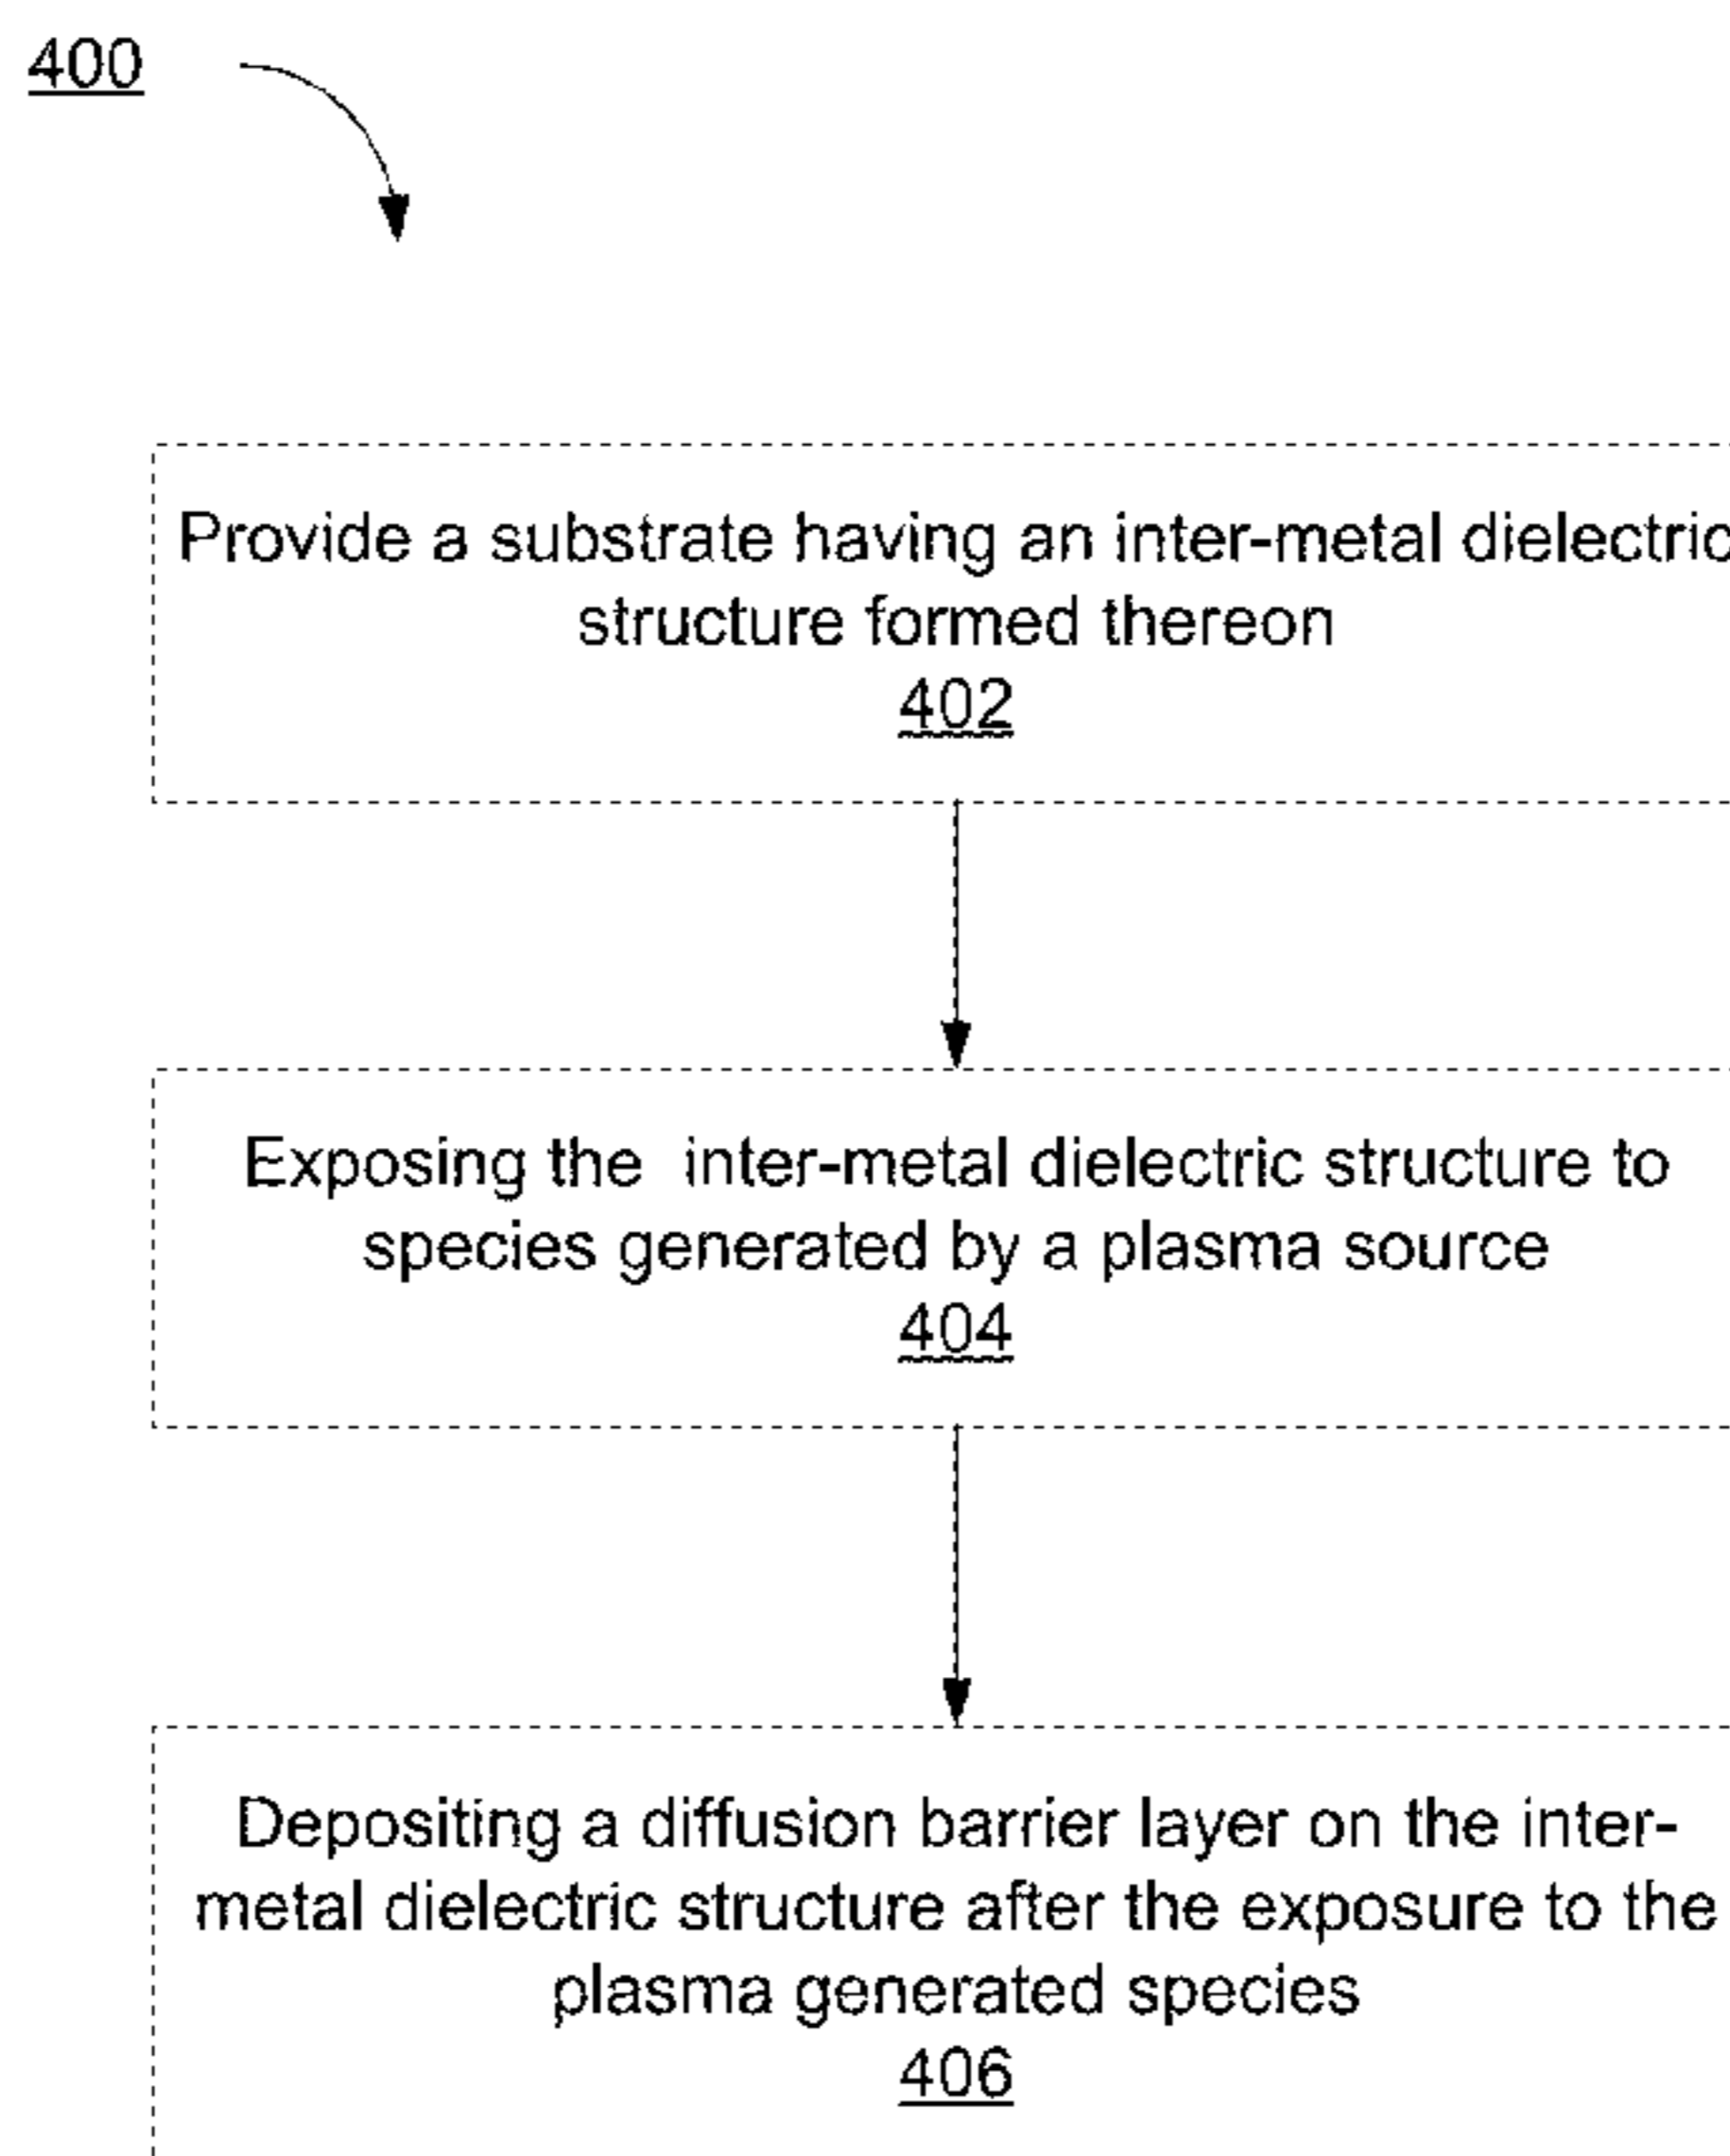 400
Provide a substrate having an inter-metal dielectric
structure formed thereon
402
Exposing the inter-metal dielectric structure to
species generated by a plasma source
404
Depositing a diffusion barrier layer on the inter-
metal dielectric structure after the exposure to the
plasma generated species
406